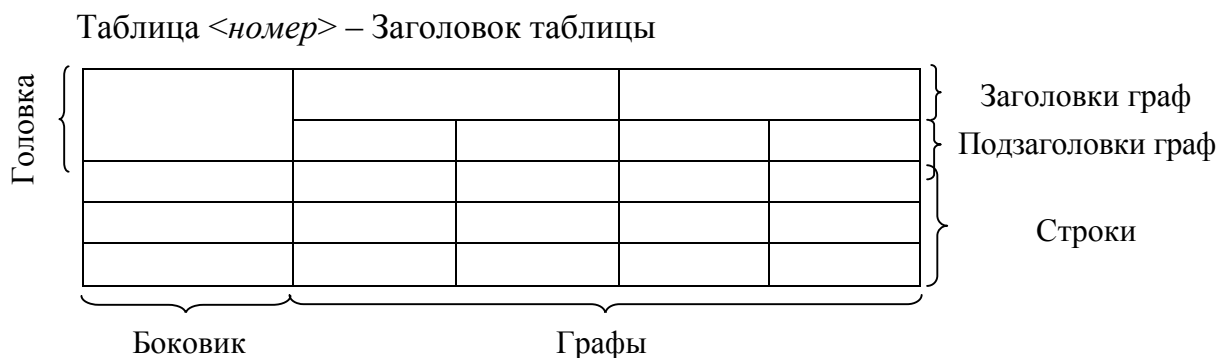 Таблица <номер> – Заголовок таблицы
Головка
Заголовки граф
Подзаголовки граф
Строки
Боковик
Графы